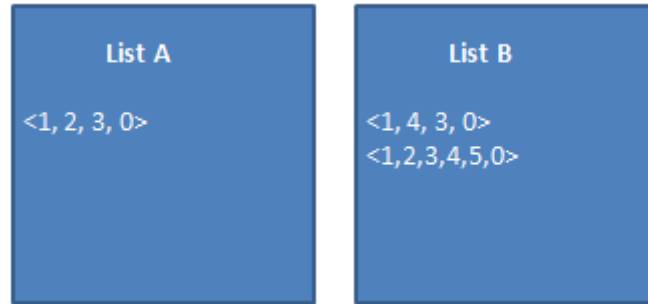 List A
<1, 2, 3, 0>
List B
<1, 4, 3, 0>
<1,2,3,4,5,0>